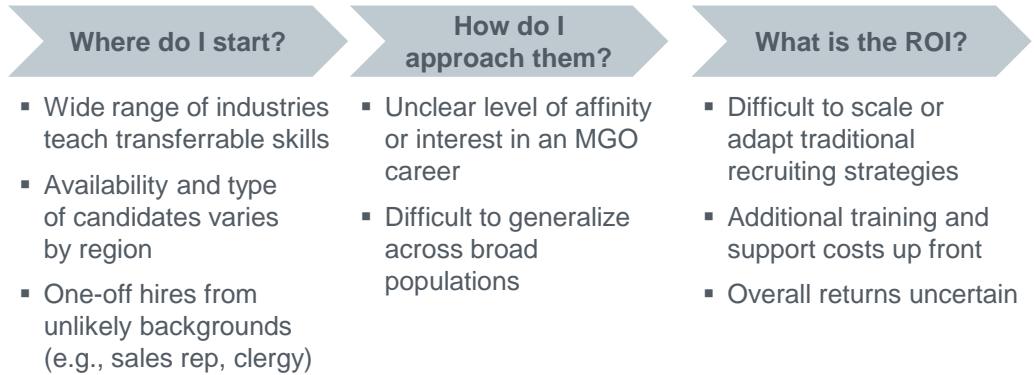 Where do I start?
▪ Wide range of industries
teach transferrable skills
▪ Availability and type
of candidates varies
by region
▪ One-off hires from
unlikely backgrounds
(e.g., sales rep, clergy)
How do I
approach them?
▪ Unclear level of affinity
or interest in an MGO
career
▪ Difficult to generalize
across broad
populations
What is the ROI?
▪ Difficult to scale or
adapt traditional
recruiting strategies
▪ Additional training and
support costs up front
▪ Overall returns uncertain